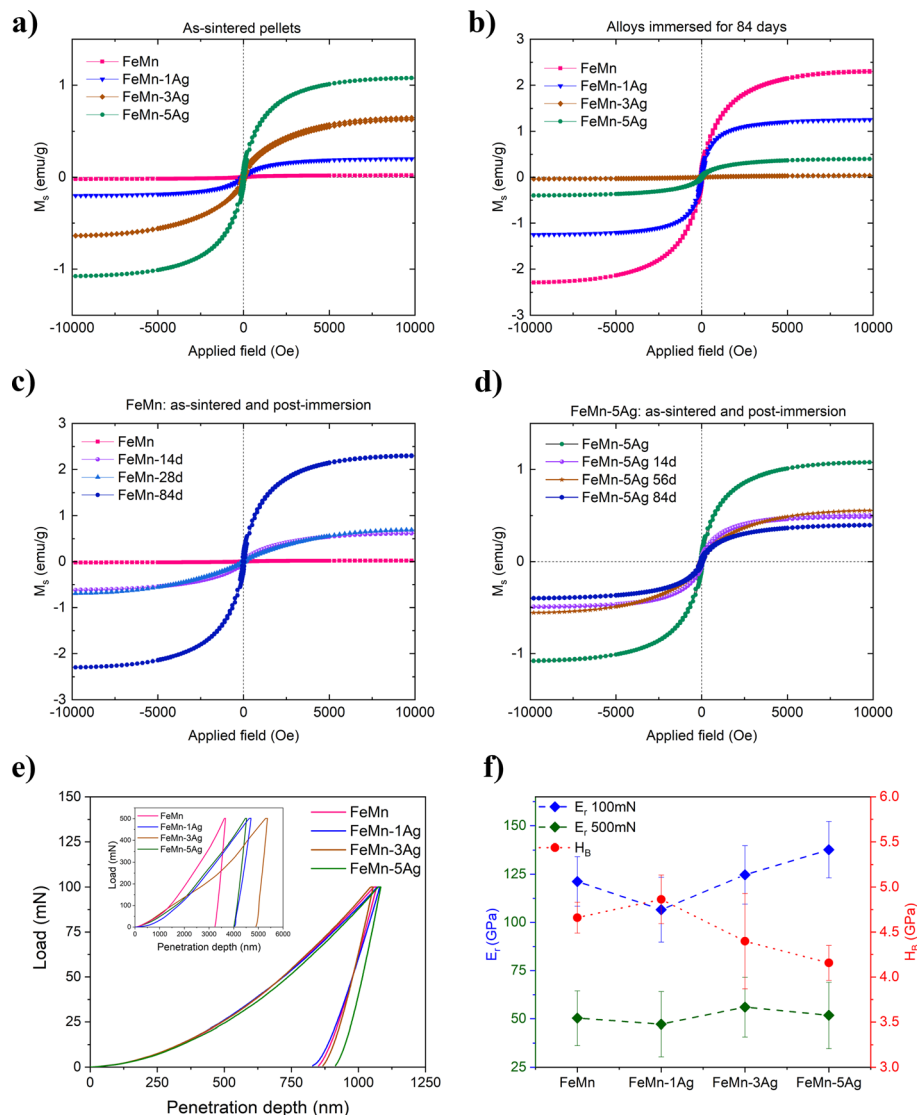 a)
As-sintered pellets
FeMn
FeMn-1Ag
FeMn-3Ag
FeMn-5Ag
Mₛ (emu/g)
1
0
-1
-10000 -5000 0 5000 10000
Applied field (Oe)
b)
Alloys immersed for 84 days
FeMn
FeMn-1Ag
FeMn-3Ag
FeMn-5Ag
Mₛ (emu/g)
3
2
1
0
-1
-2
-3
-10000 -5000 0 5000 10000
Applied field (Oe)
c)
FeMn: as-sintered and post-immersion
FeMn
FeMn-14d
FeMn-28d
FeMn-84d
Mₛ (emu/g)
3
2
1
0
-1
-2
-3
-10000 -5000 0 5000 10000
Applied field (Oe)
d)
FeMn-5Ag: as-sintered and post-immersion
FeMn-5Ag
FeMn-5Ag 14d
FeMn-5Ag 56d
FeMn-5Ag 84d
Mₛ (emu/g)
1
0
-1
-10000 -5000 0 5000 10000
Applied field (Oe)
e)
FeMn
FeMn-1Ag
FeMn-3Ag
FeMn-5Ag
Load (mN)
150
125
100
75
50
25
0
0 250 500 750 1000 1250
Penetration depth (nm)
FeMn
FeMn-1Ag
FeMn-3Ag
FeMn-5Ag
Load (mN)
500
400
300
200
100
0
0 1000 2000 3000 4000 5000 6000
Penetration depth (nm)
f)
Eᵣ 100mN
Eᵣ 500mN
H_B
Eᵣ (GPa)
150
125
100
75
50
25
FeMn FeMn-1Ag FeMn-3Ag FeMn-5Ag
6.0
5.5
5.0
4.5
4.0
3.5
3.0
H_B (GPa)